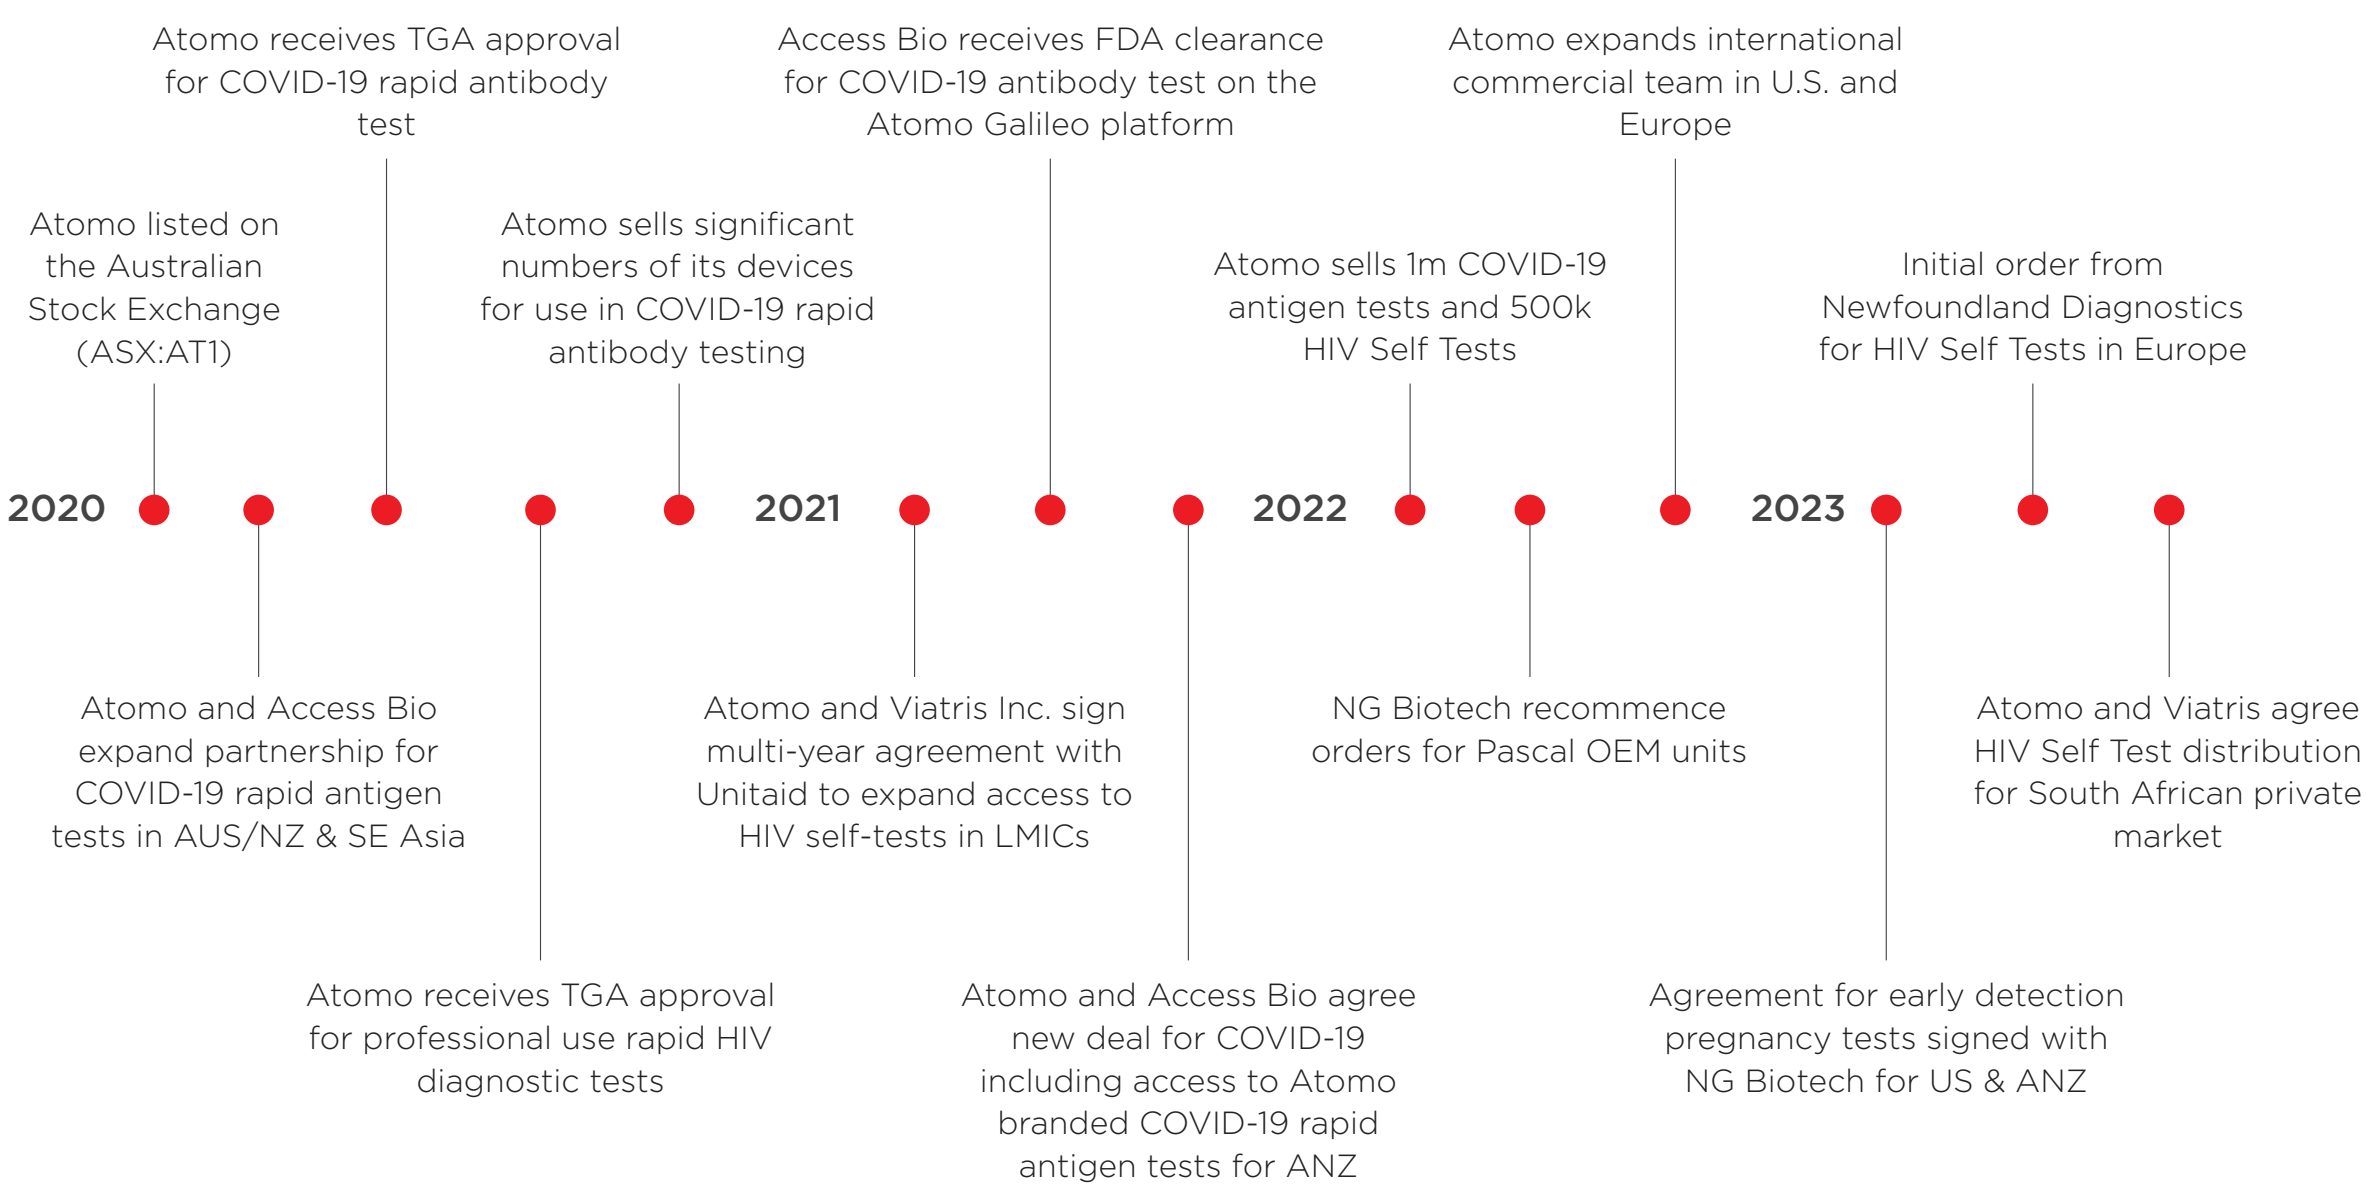 Atomo receives TGA approval
for COVID-19 rapid antibody
test
Access Bio receives FDA clearance
for COVID-19 antibody test on the
Atomo Galileo platform
Atomo expands international
commercial team in U.S. and
Europe
Atomo listed on
the Australian
Stock Exchange
(ASX:AT1)
Atomo sells significant
numbers of its devices
for use in COVID-19 rapid
antibody testing
Atomo sells 1m COVID-19
antigen tests and 500k
HIV Self Tests
Initial order from
Newfoundland Diagnostics
for HIV Self Tests in Europe
2020
2021
2022
2023
Atomo and Access Bio
expand partnership for
COVID-19 rapid antigen
tests in AUS/NZ & SE Asia
Atomo and Viatris Inc. sign
multi-year agreement with
Unitaid to expand access to
HIV self-tests in LMICs
NG Biotech recommence
orders for Pascal OEM units
Atomo and Viatris agree
HIV Self Test distribution
for South African private
market
Atomo receives TGA approval
for professional use rapid HIV
diagnostic tests
Atomo and Access Bio agree
new deal for COVID-19
including access to Atomo
branded COVID-19 rapid
antigen tests for ANZ
Agreement for early detection
pregnancy tests signed with
NG Biotech for US & ANZ